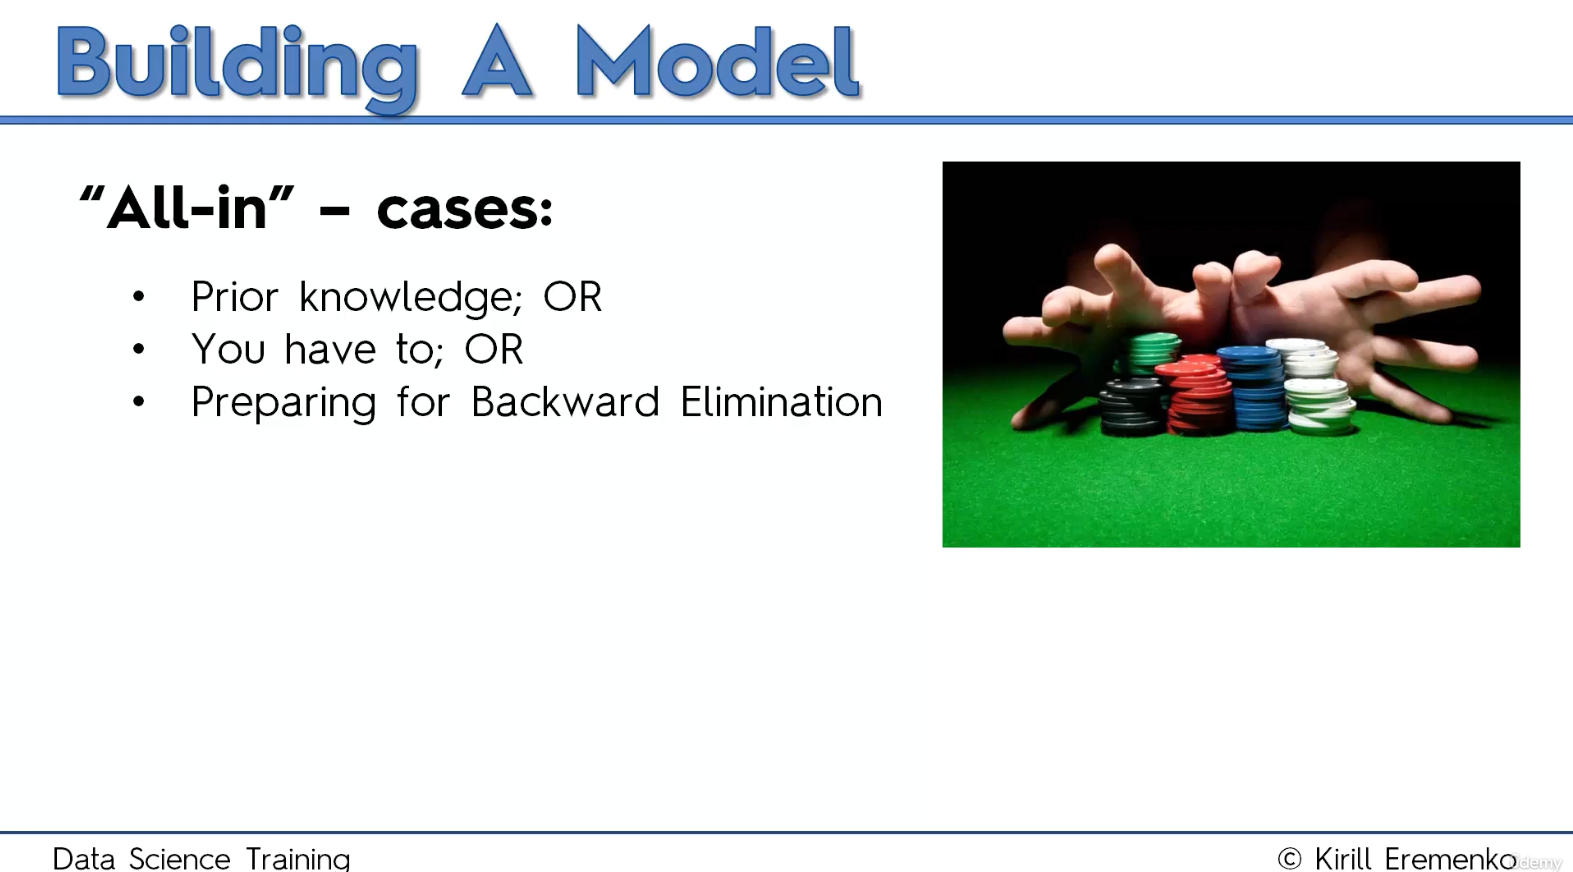 Building A Model
“All-in” – cases:
• Prior knowledge; OR
• You have to; OR
• Preparing for Backward Elimination
Data Science Training
© Kirill Eremenko
Udemy